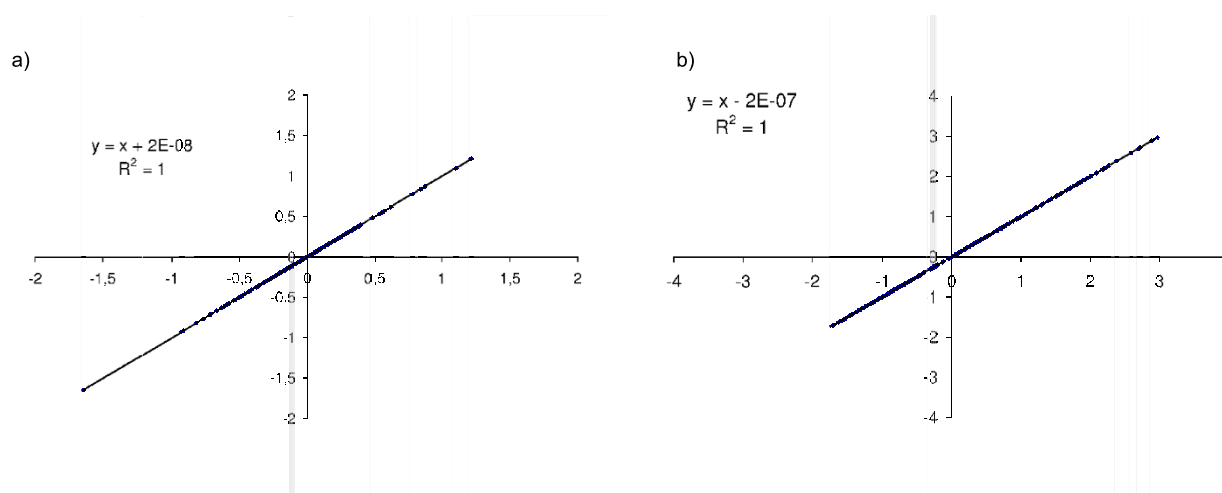 a)
y = x + 2E-08
R² = 1
2
1,5
1
0,5
0
-0,5
-1
-1,5
-2
-2 -1,5 -1 -0,5 0 0,5 1 1,5 2
b)
y = x - 2E-07
R² = 1
4
3
2
1
0
1
-2
-3
-4
-4 -3 -2 -1 0 1 2 3